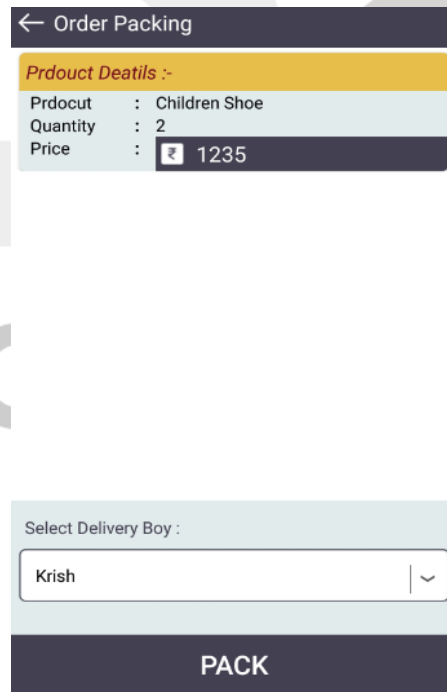 ← Order Packing
Prdouct Deatils :-
Prdocut : Children Shoe
Quantity : 2
Price : ₹ 1235
Select Delivery Boy :
Krish
PACK